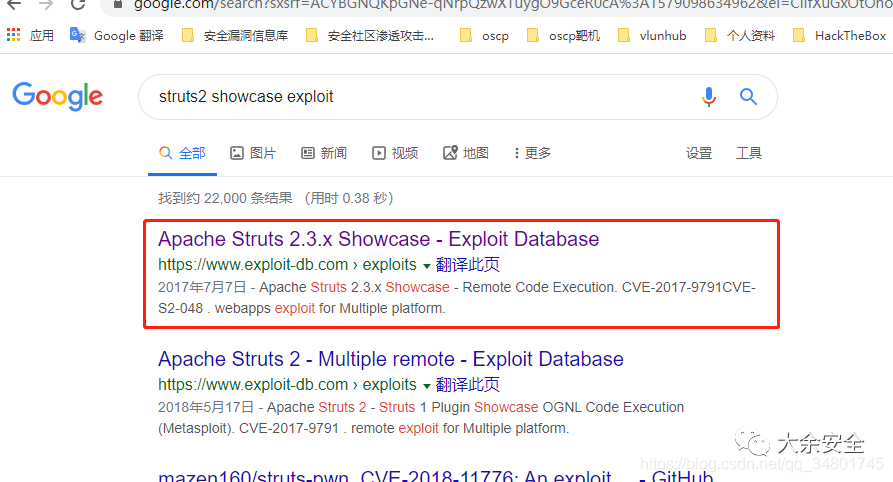 google.com/search?sxsrf=ACYBGNQKpGNe-qNrpQzwXTuygO9GceR0cA%3A1579098634962&ei=
应用 Google 翻译 安全漏洞信息库 安全社区渗透攻击... oscp oscp靶机 vlunhub 个人资料 HackTheBox
Google
struts2 showcase exploit
全部 图片 新闻 视频 地图 更多 设置 工具
找到约 22,000 条结果 （用时 0.38 秒）
Apache Struts 2.3.x Showcase - Exploit Database
https://www.exploit-db.com › exploits ▾ 翻译此页
2017年7月7日 - Apache Struts 2.3.x Showcase - Remote Code Execution. CVE-2017-9791CVE-
S2-048 . webapps exploit for Multiple platform.
Apache Struts 2 - Multiple remote - Exploit Database
https://www.exploit-db.com › exploits ▾ 翻译此页
2018年5月17日 - Apache Struts 2 - Struts 1 Plugin Showcase OGNL Code Execution
(Metasploit). CVE-2017-9791 . remote exploit for Multiple platform.
大余安全
https://blog.csdn.net/qq_34801745
mazen160/struts-pwn_CVE-2018-11776: An exploit ... - GitHub